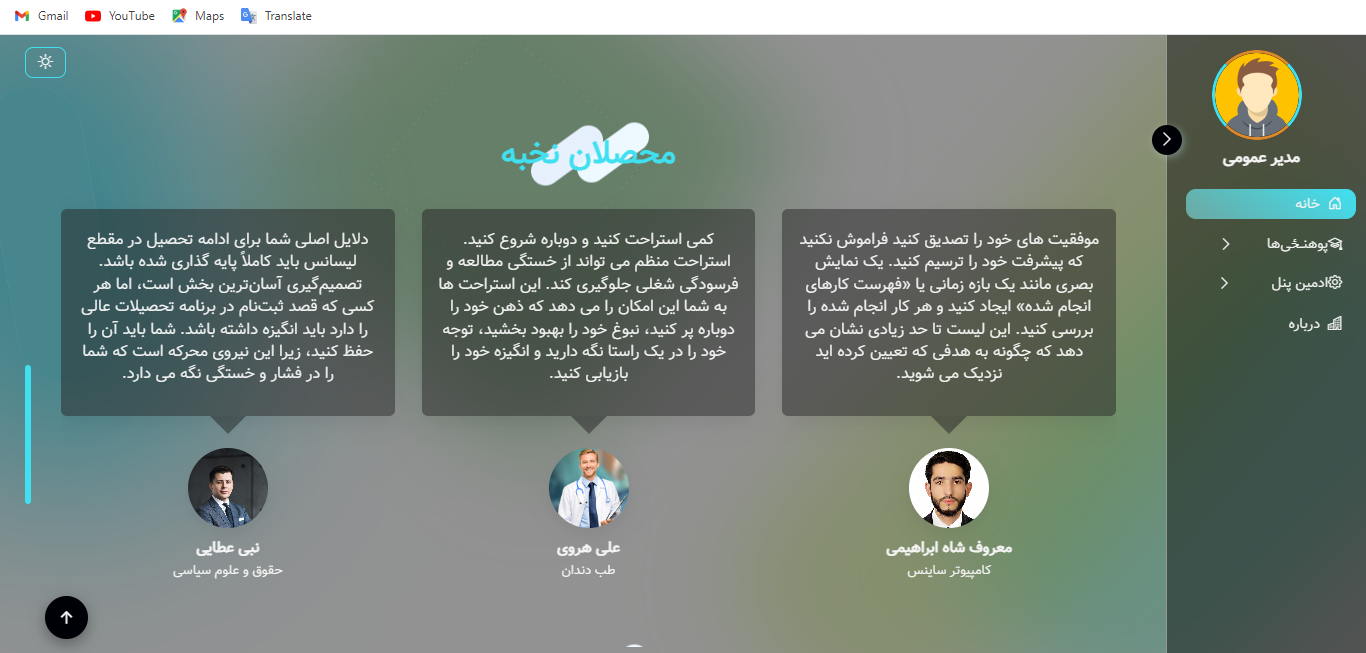 Gmail
YouTube
Maps
Translate
مدیر عمومی
خانه
پوهنځی‌ها
ادمین پنل
درباره
محصلان نخبه
موفقیت های خود را تصدیق کنید فراموش نکنید
که پیشرفت خود را ترسیم کنید. یک نمایش
بصری مانند یک بازه زمانی یا «فهرست کارهای
انجام شده» ایجاد کنید و هر کار انجام شده را
بررسی کنید. این لیست تا حد زیادی نشان می
دهد که چگونه به هدفی که تعیین کرده اید
نزدیک می شوید.
معروف شاه ابراهیمی
کامپیوتر ساینس
کمی استراحت کنید و دوباره شروع کنید.
استراحت منظم می تواند از خستگی مطالعه و
فرسودگی شغلی جلوگیری کند. این استراحت ها
به شما این امکان را می دهد که ذهن خود را
دوباره پر کنید، نبوغ خود را بهبود بخشید، توجه
خود را در یک راستا نگه دارید و انگیزه خود را
بازیابی کنید.
علی هروی
طب دندان
دلایل اصلی شما برای ادامه تحصیل در مقطع
لیسانس باید کاملاً پایه گذاری شده باشد.
تصمیم‌گیری آسان‌ترین بخش است، اما هر
کسی که قصد ثبت‌نام در برنامه تحصیلات عالی
را دارد باید انگیزه داشته باشد. شما باید آن را
حفظ کنید، زیرا این نیروی محرکه است که شما
را در فشار و خستگی نگه می دارد.
نبی عطایی
حقوق و علوم سیاسی